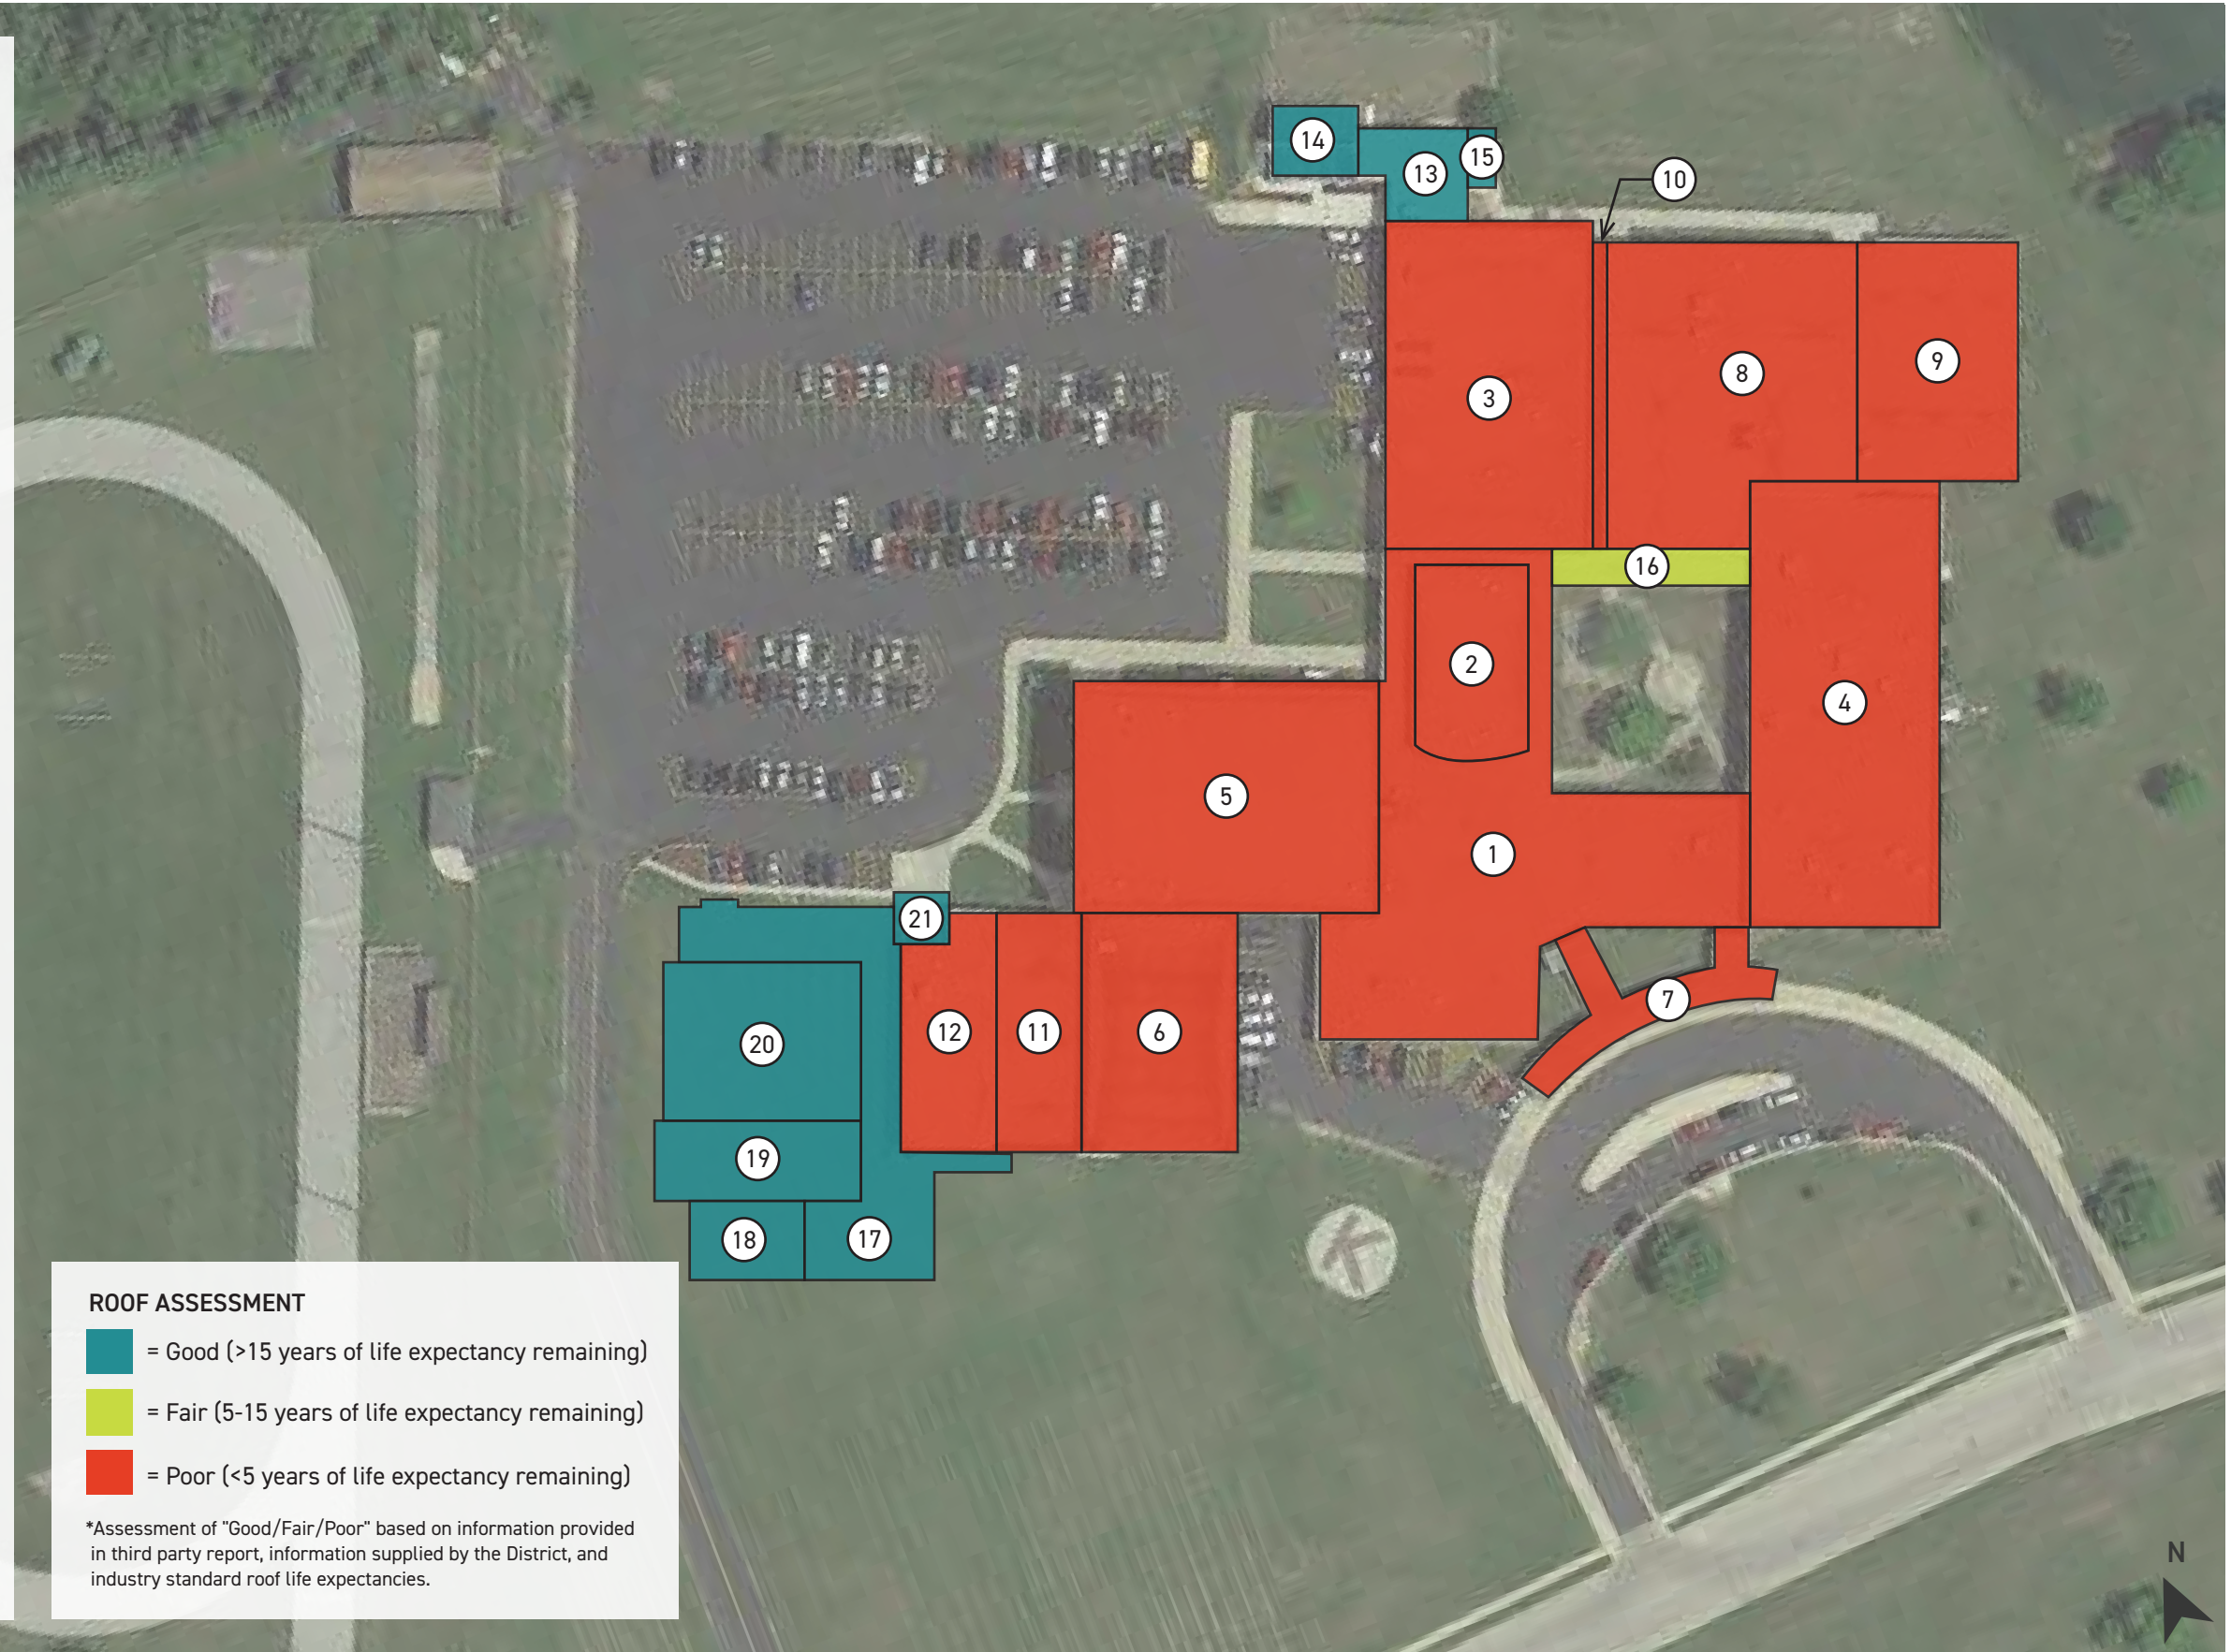 14
15
13
10
9
8
3
16
2
4
5
1
21
7
12
11
6
20
19
18
17
ROOF ASSESSMENT
= Good (>15 years of life expectancy remaining)
= Fair (5-15 years of life expectancy remaining)
= Poor (<5 years of life expectancy remaining)
*Assessment of "Good/Fair/Poor" based on information provided
in third party report, information supplied by the District, and
industry standard roof life expectancies.
N